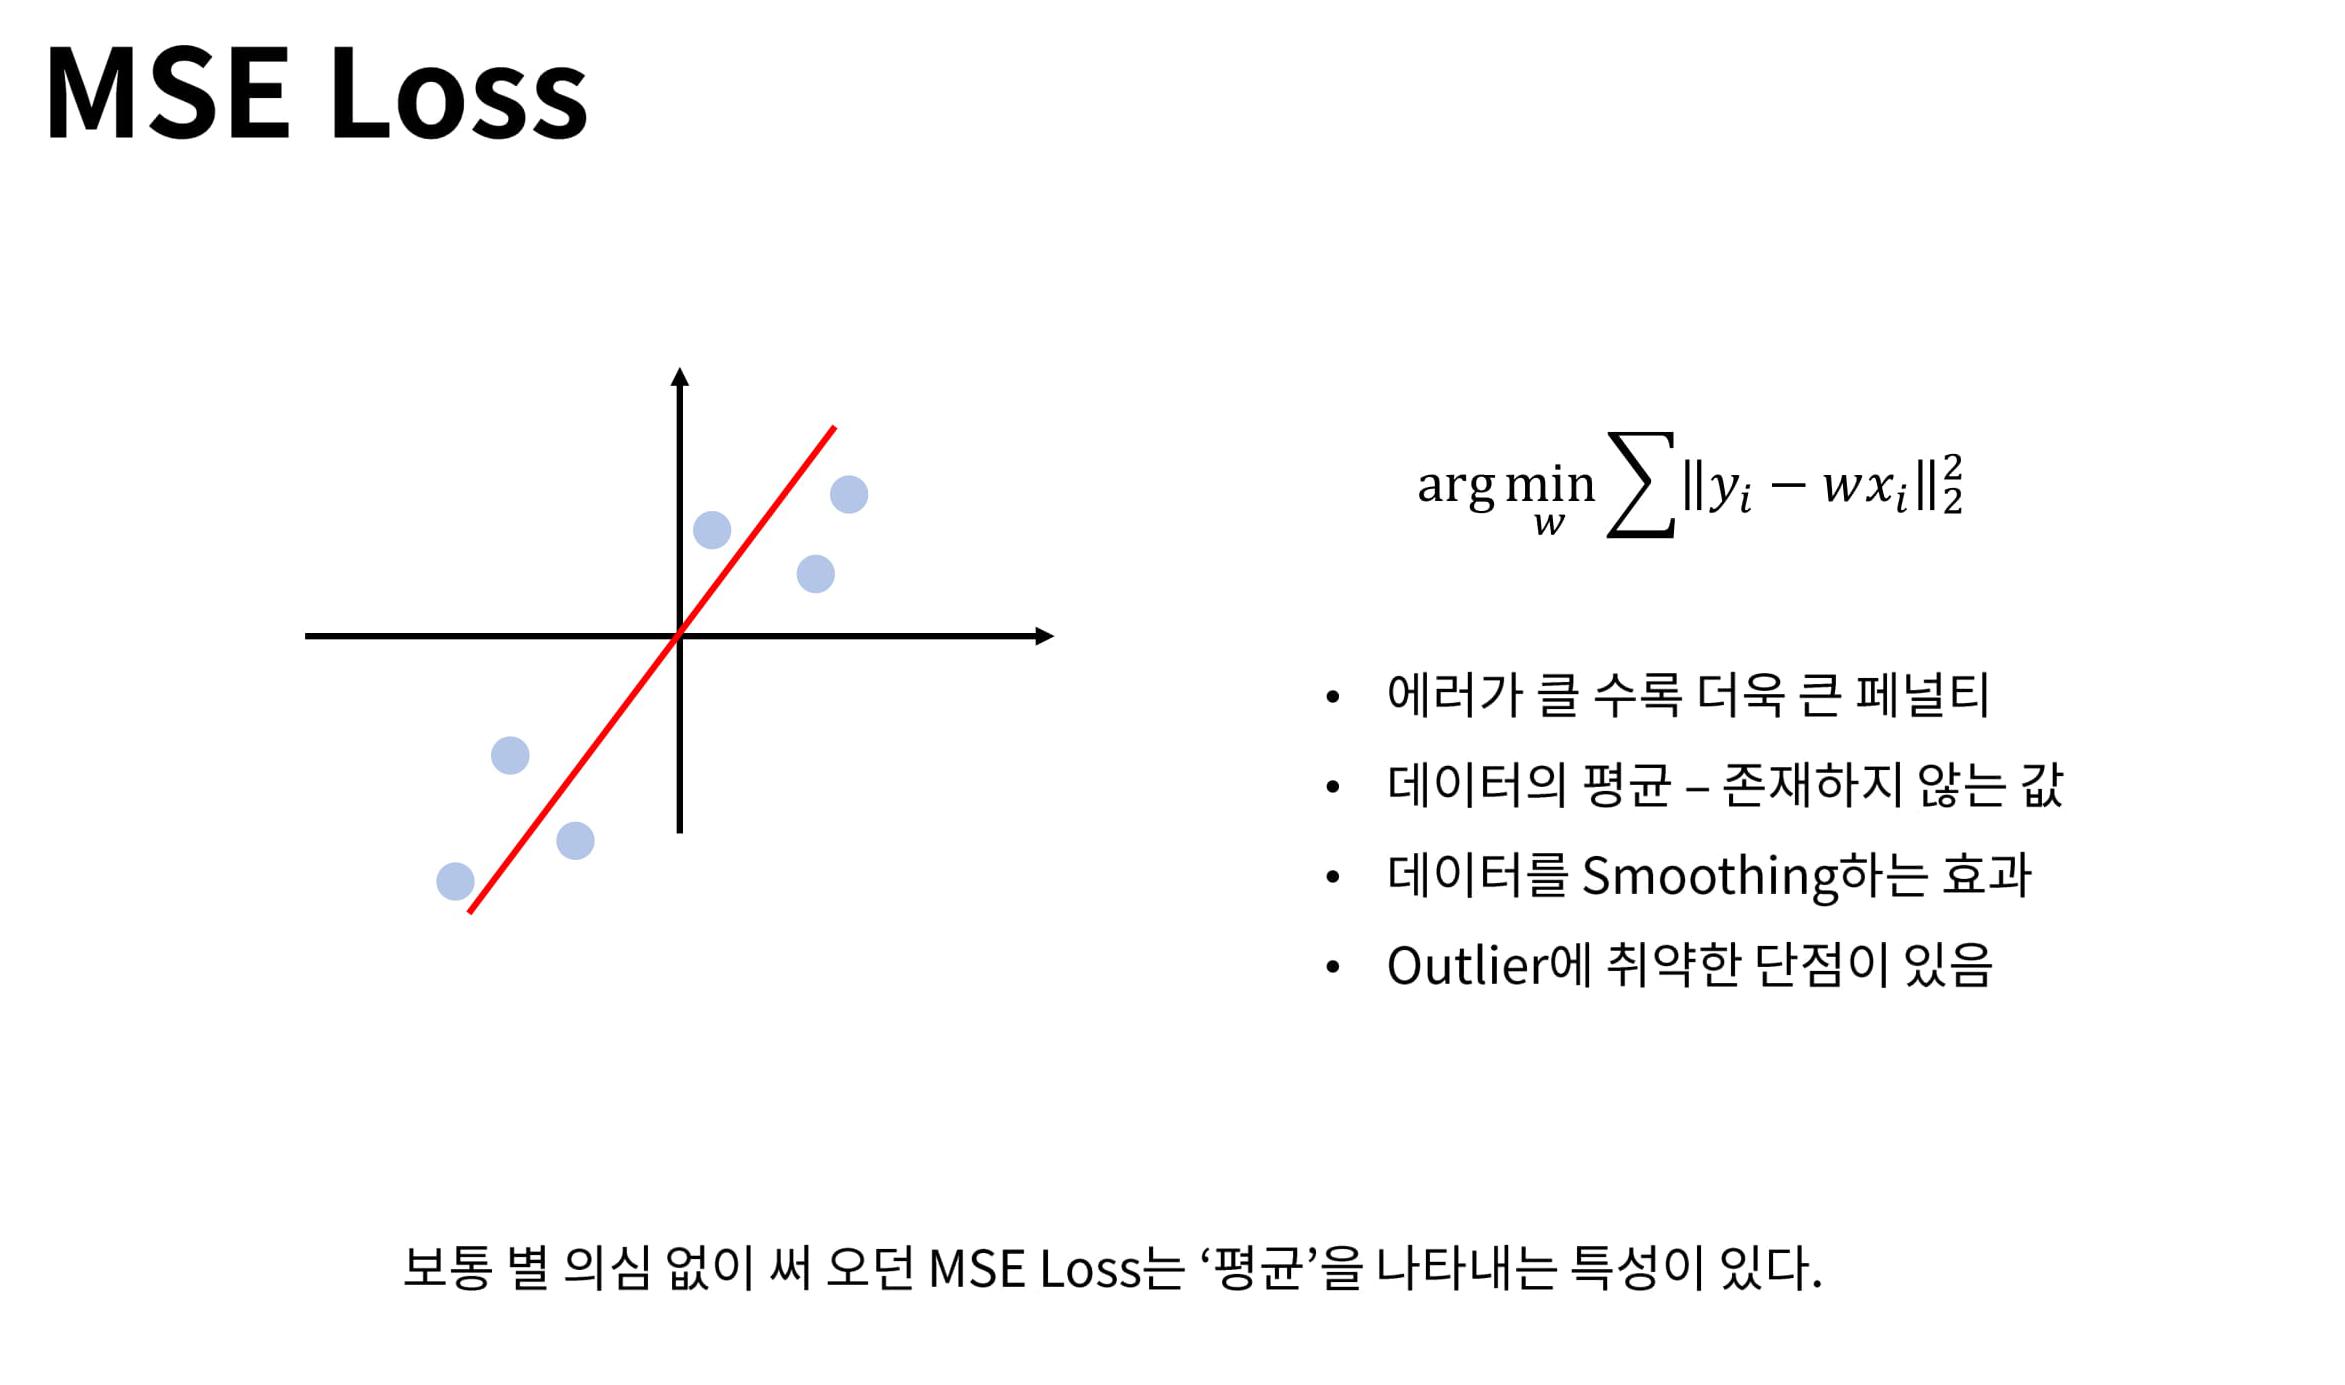 MSE Loss
arg min_w ∑‖y_i − wx_i‖_2^2
• 에러가 클 수록 더욱 큰 페널티
• 데이터의 평균 – 존재하지 않는 값
• 데이터를 Smoothing하는 효과
• Outlier에 취약한 단점이 있음
보통 별 의심 없이 써 오던 MSE Loss는 ‘평균’을 나타내는 특성이 있다.